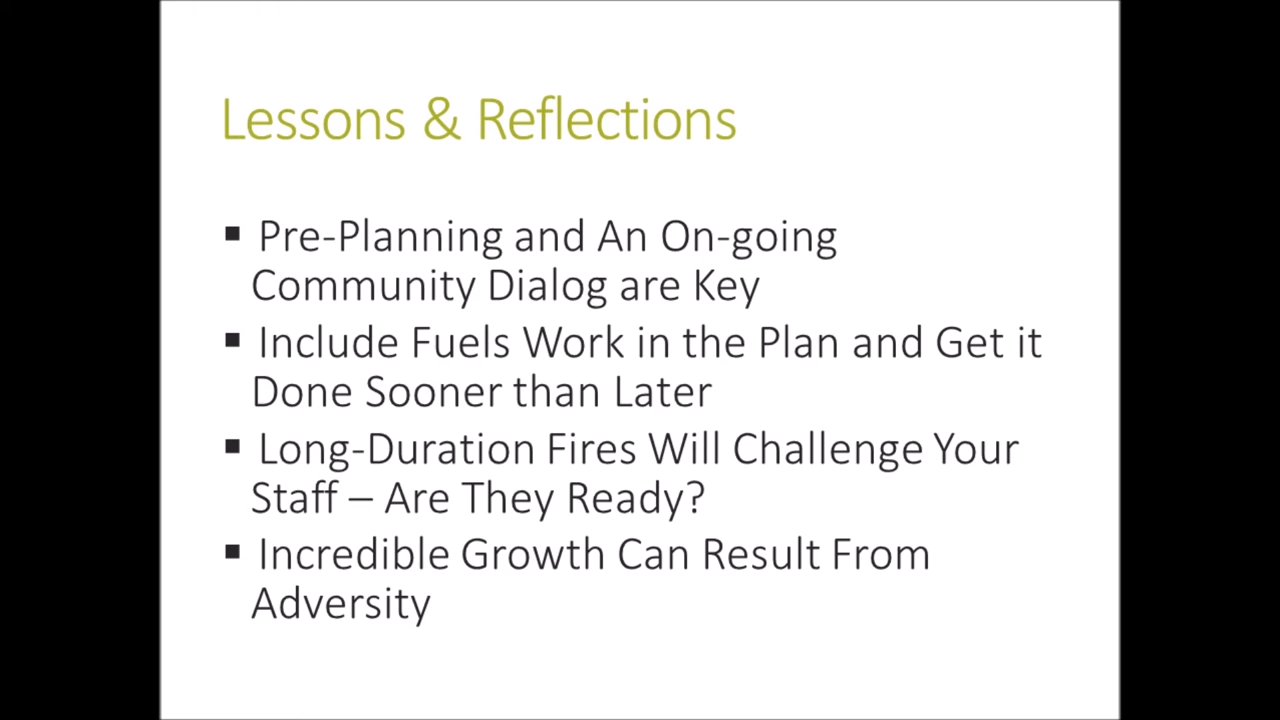 Lessons & Reflections
▪ Pre-Planning and An On-going
Community Dialog are Key
▪ Include Fuels Work in the Plan and Get it
Done Sooner than Later
▪ Long-Duration Fires Will Challenge Your
Staff – Are They Ready?
▪ Incredible Growth Can Result From
Adversity